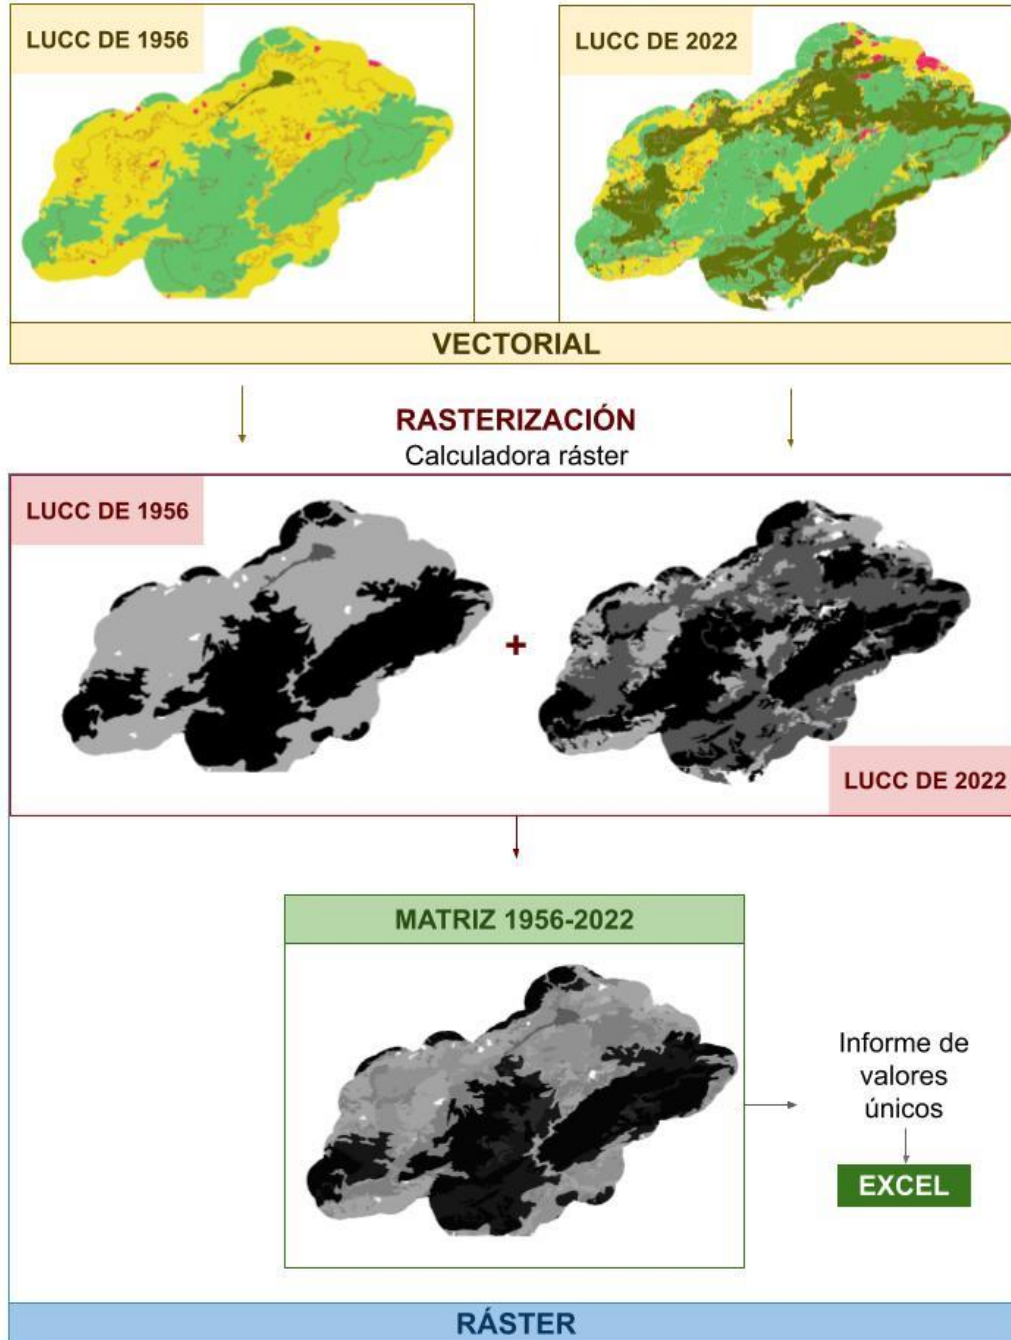 LUCC DE 1956
LUCC DE 2022
VECTORIAL
RASTERIZACIÓN
Calculadora ráster
LUCC DE 1956
+
LUCC DE 2022
MATRIZ 1956-2022
Informe de
valores
únicos
EXCEL
RÁSTER